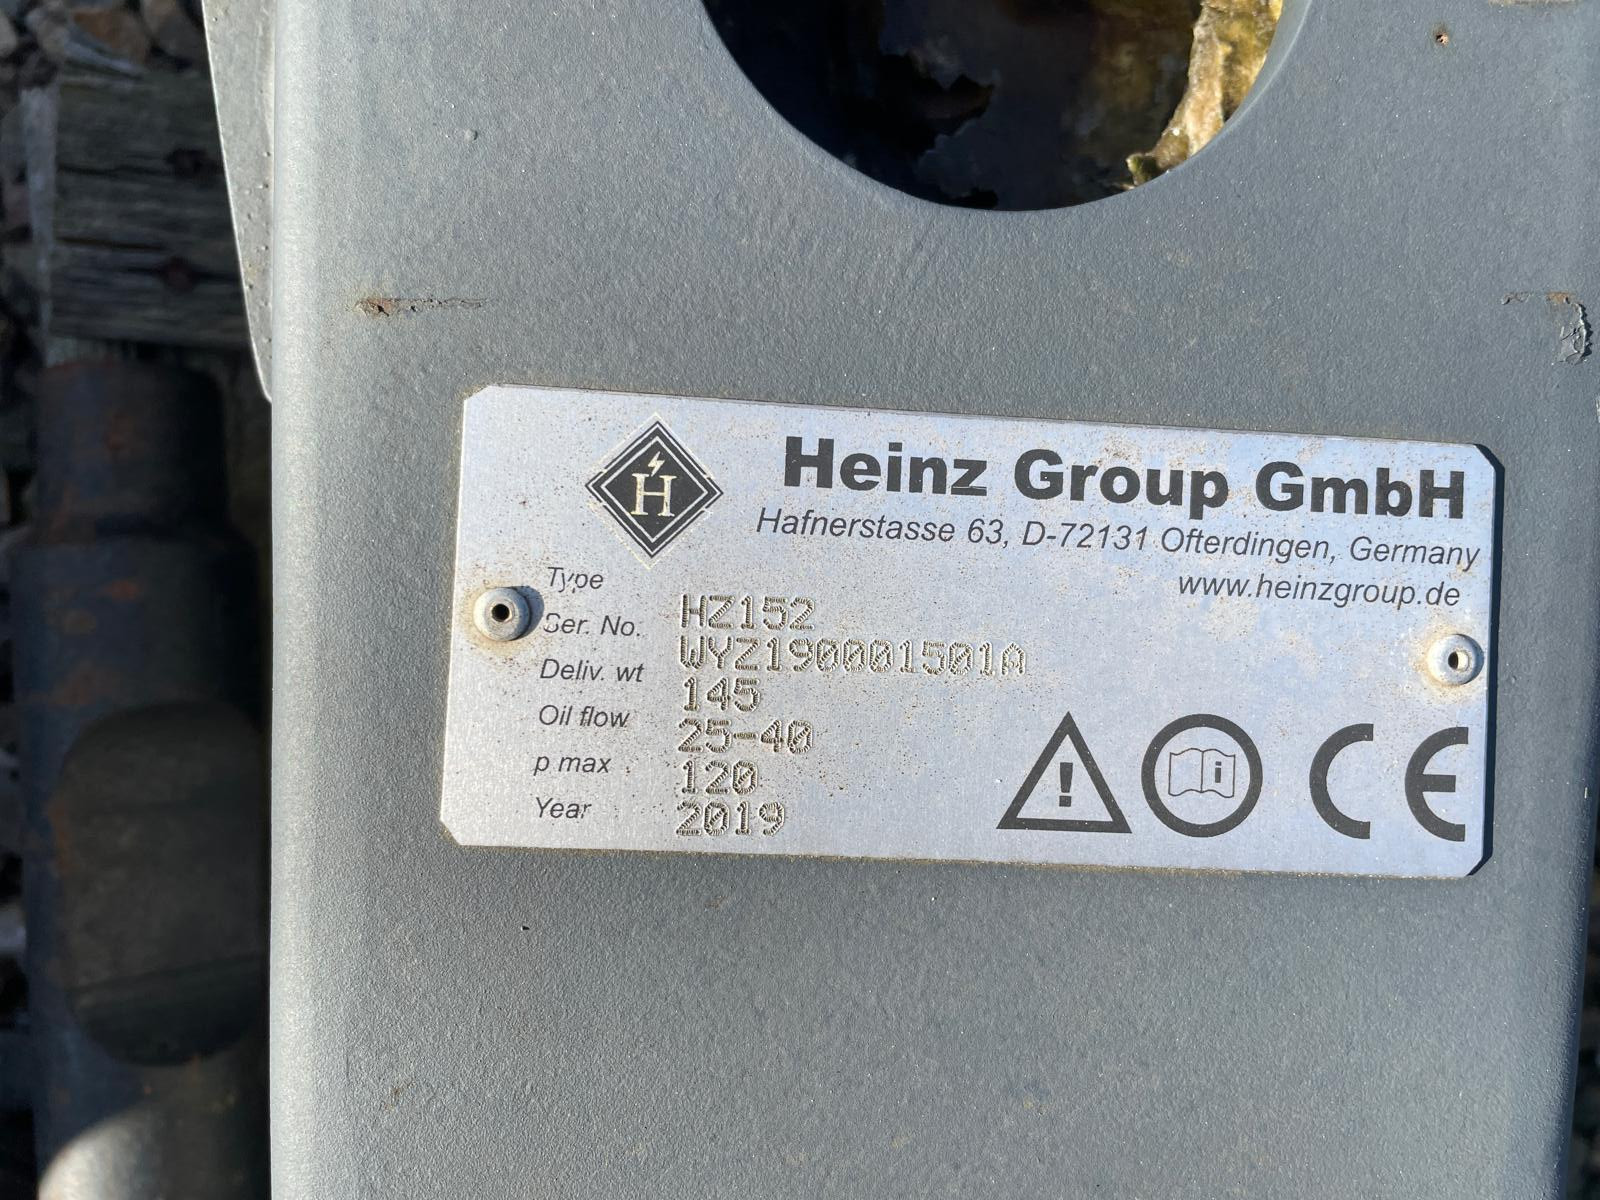 H
Heinz Group GmbH
Hafnerstasse 63, D-72131 Ofterdingen, Germany
www.heinzgroup.de
Type HZ152
Ser. No. WYZ190001501A
Deliv. wt 145
Oil flow 25-40
p max 120
Year 2019
! i CE